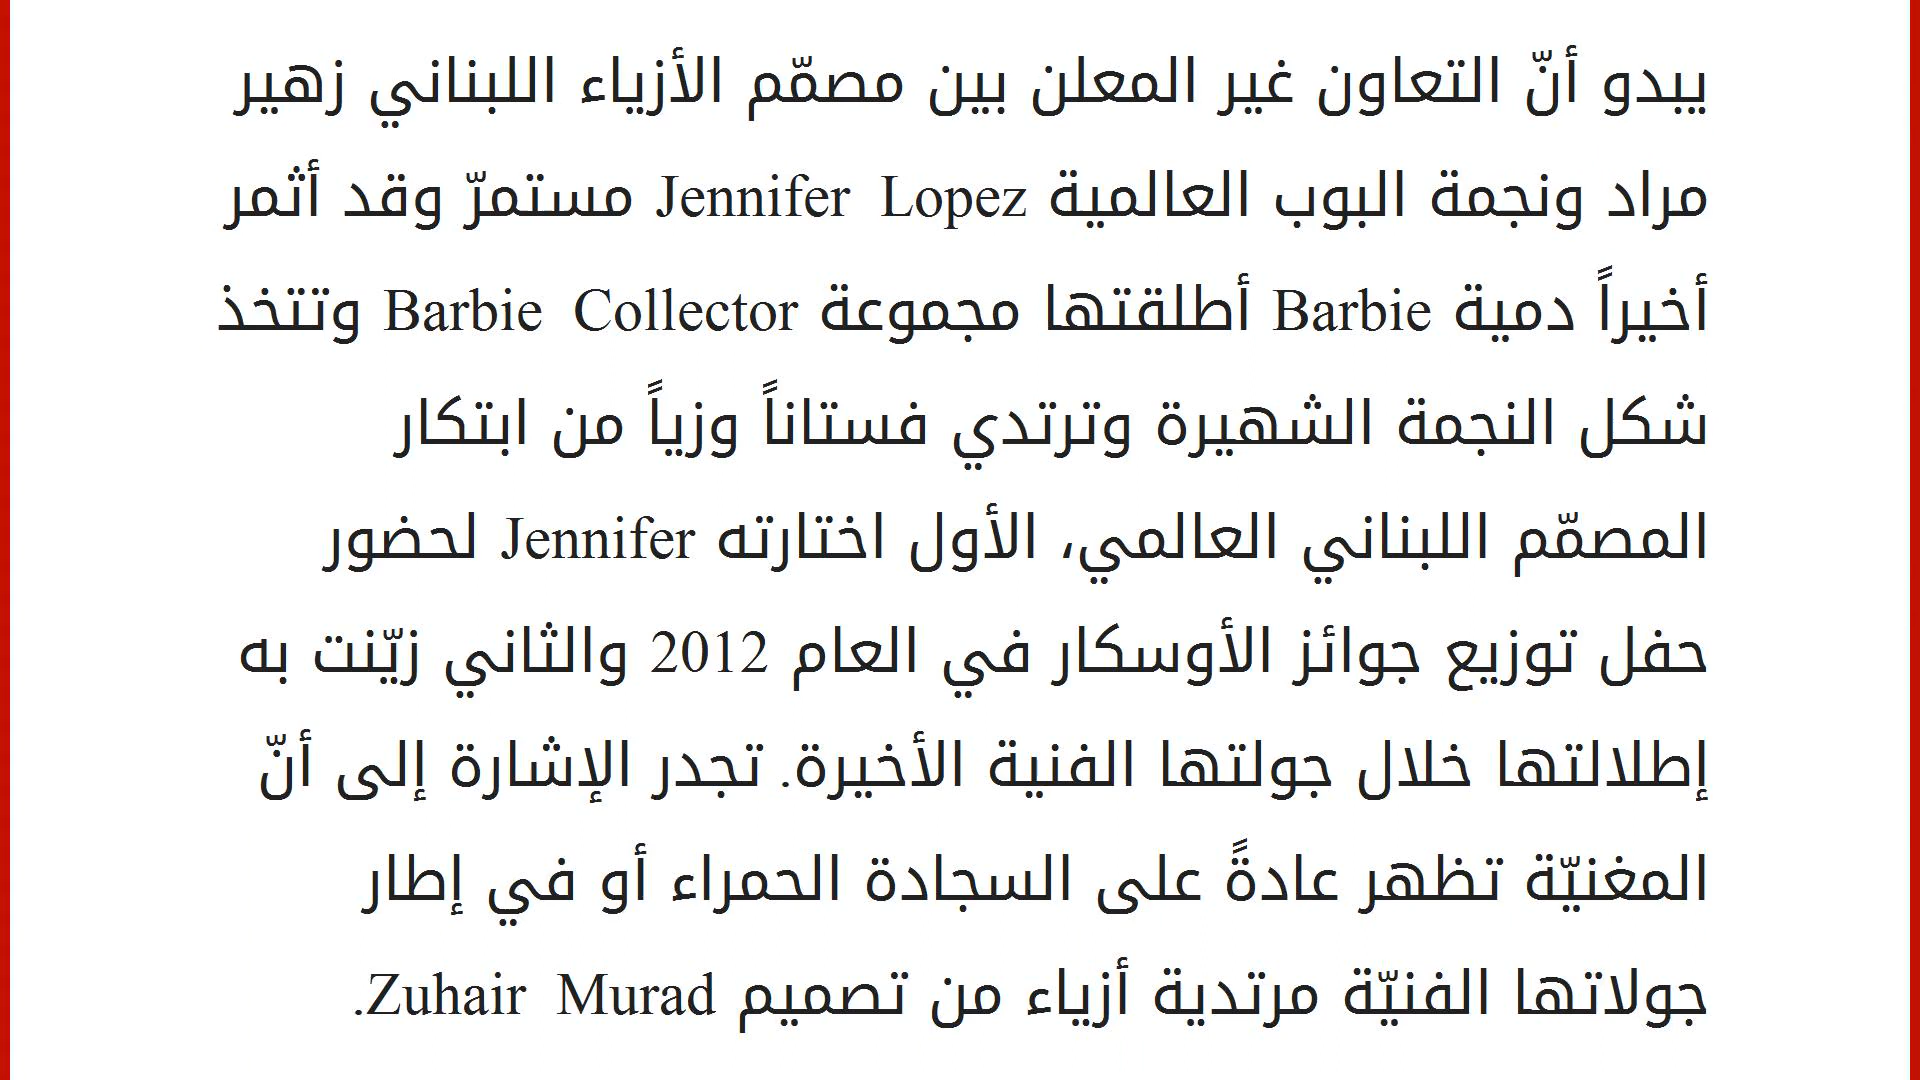 يبدو أنّ التعاون غير المعلن بين مصمّم الأزياء اللبناني زهير
مراد ونجمة البوب العالمية Jennifer Lopez مستمرّ وقد أثمر
أخيراً دمية Barbie أطلقتها مجموعة Barbie Collector وتتخذ
شكل النجمة الشهيرة وترتدي فستاناً وزياً من ابتكار
المصمّم اللبناني العالمي، الأول اختارته Jennifer لحضور
حفل توزيع جوائز الأوسكار في العام 2012 والثاني زيّنت به
إطلالتها خلال جولتها الفنية الأخيرة. تجدر الإشارة إلى أنّ
المغنيّة تظهر عادةً على السجادة الحمراء أو في إطار
جولاتها الفنيّة مرتدية أزياء من تصميم Zuhair Murad.